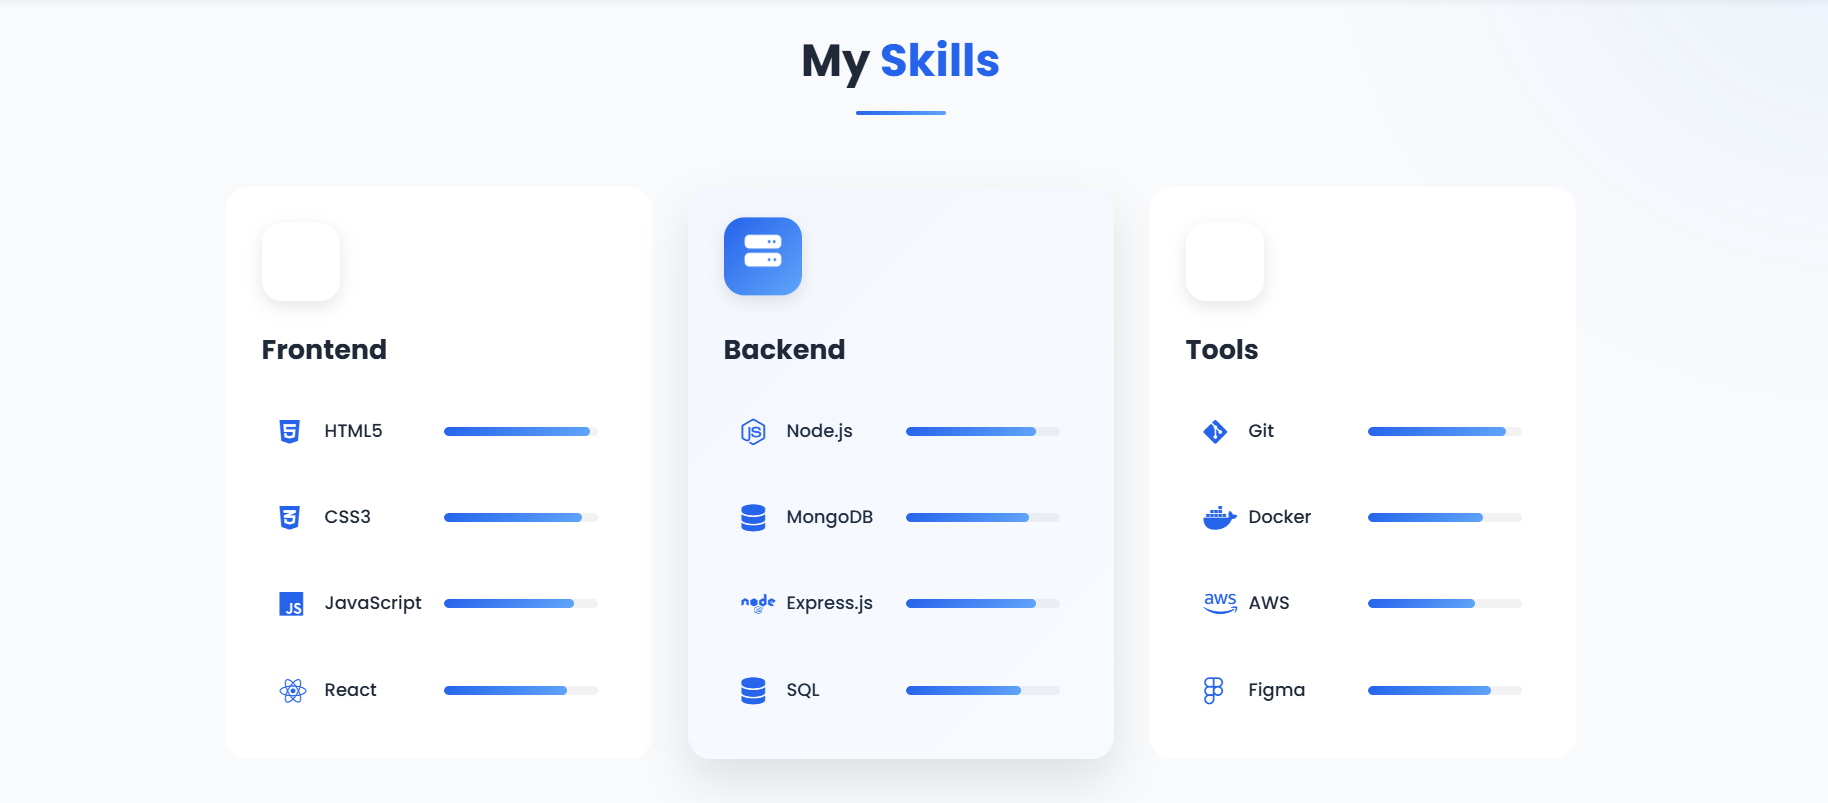 My Skills
Frontend
HTML5
CSS3
JS JavaScript
React
Backend
JS Node.js
MongoDB
node Express.js
SQL
Tools
Git
Docker
aws AWS
Figma